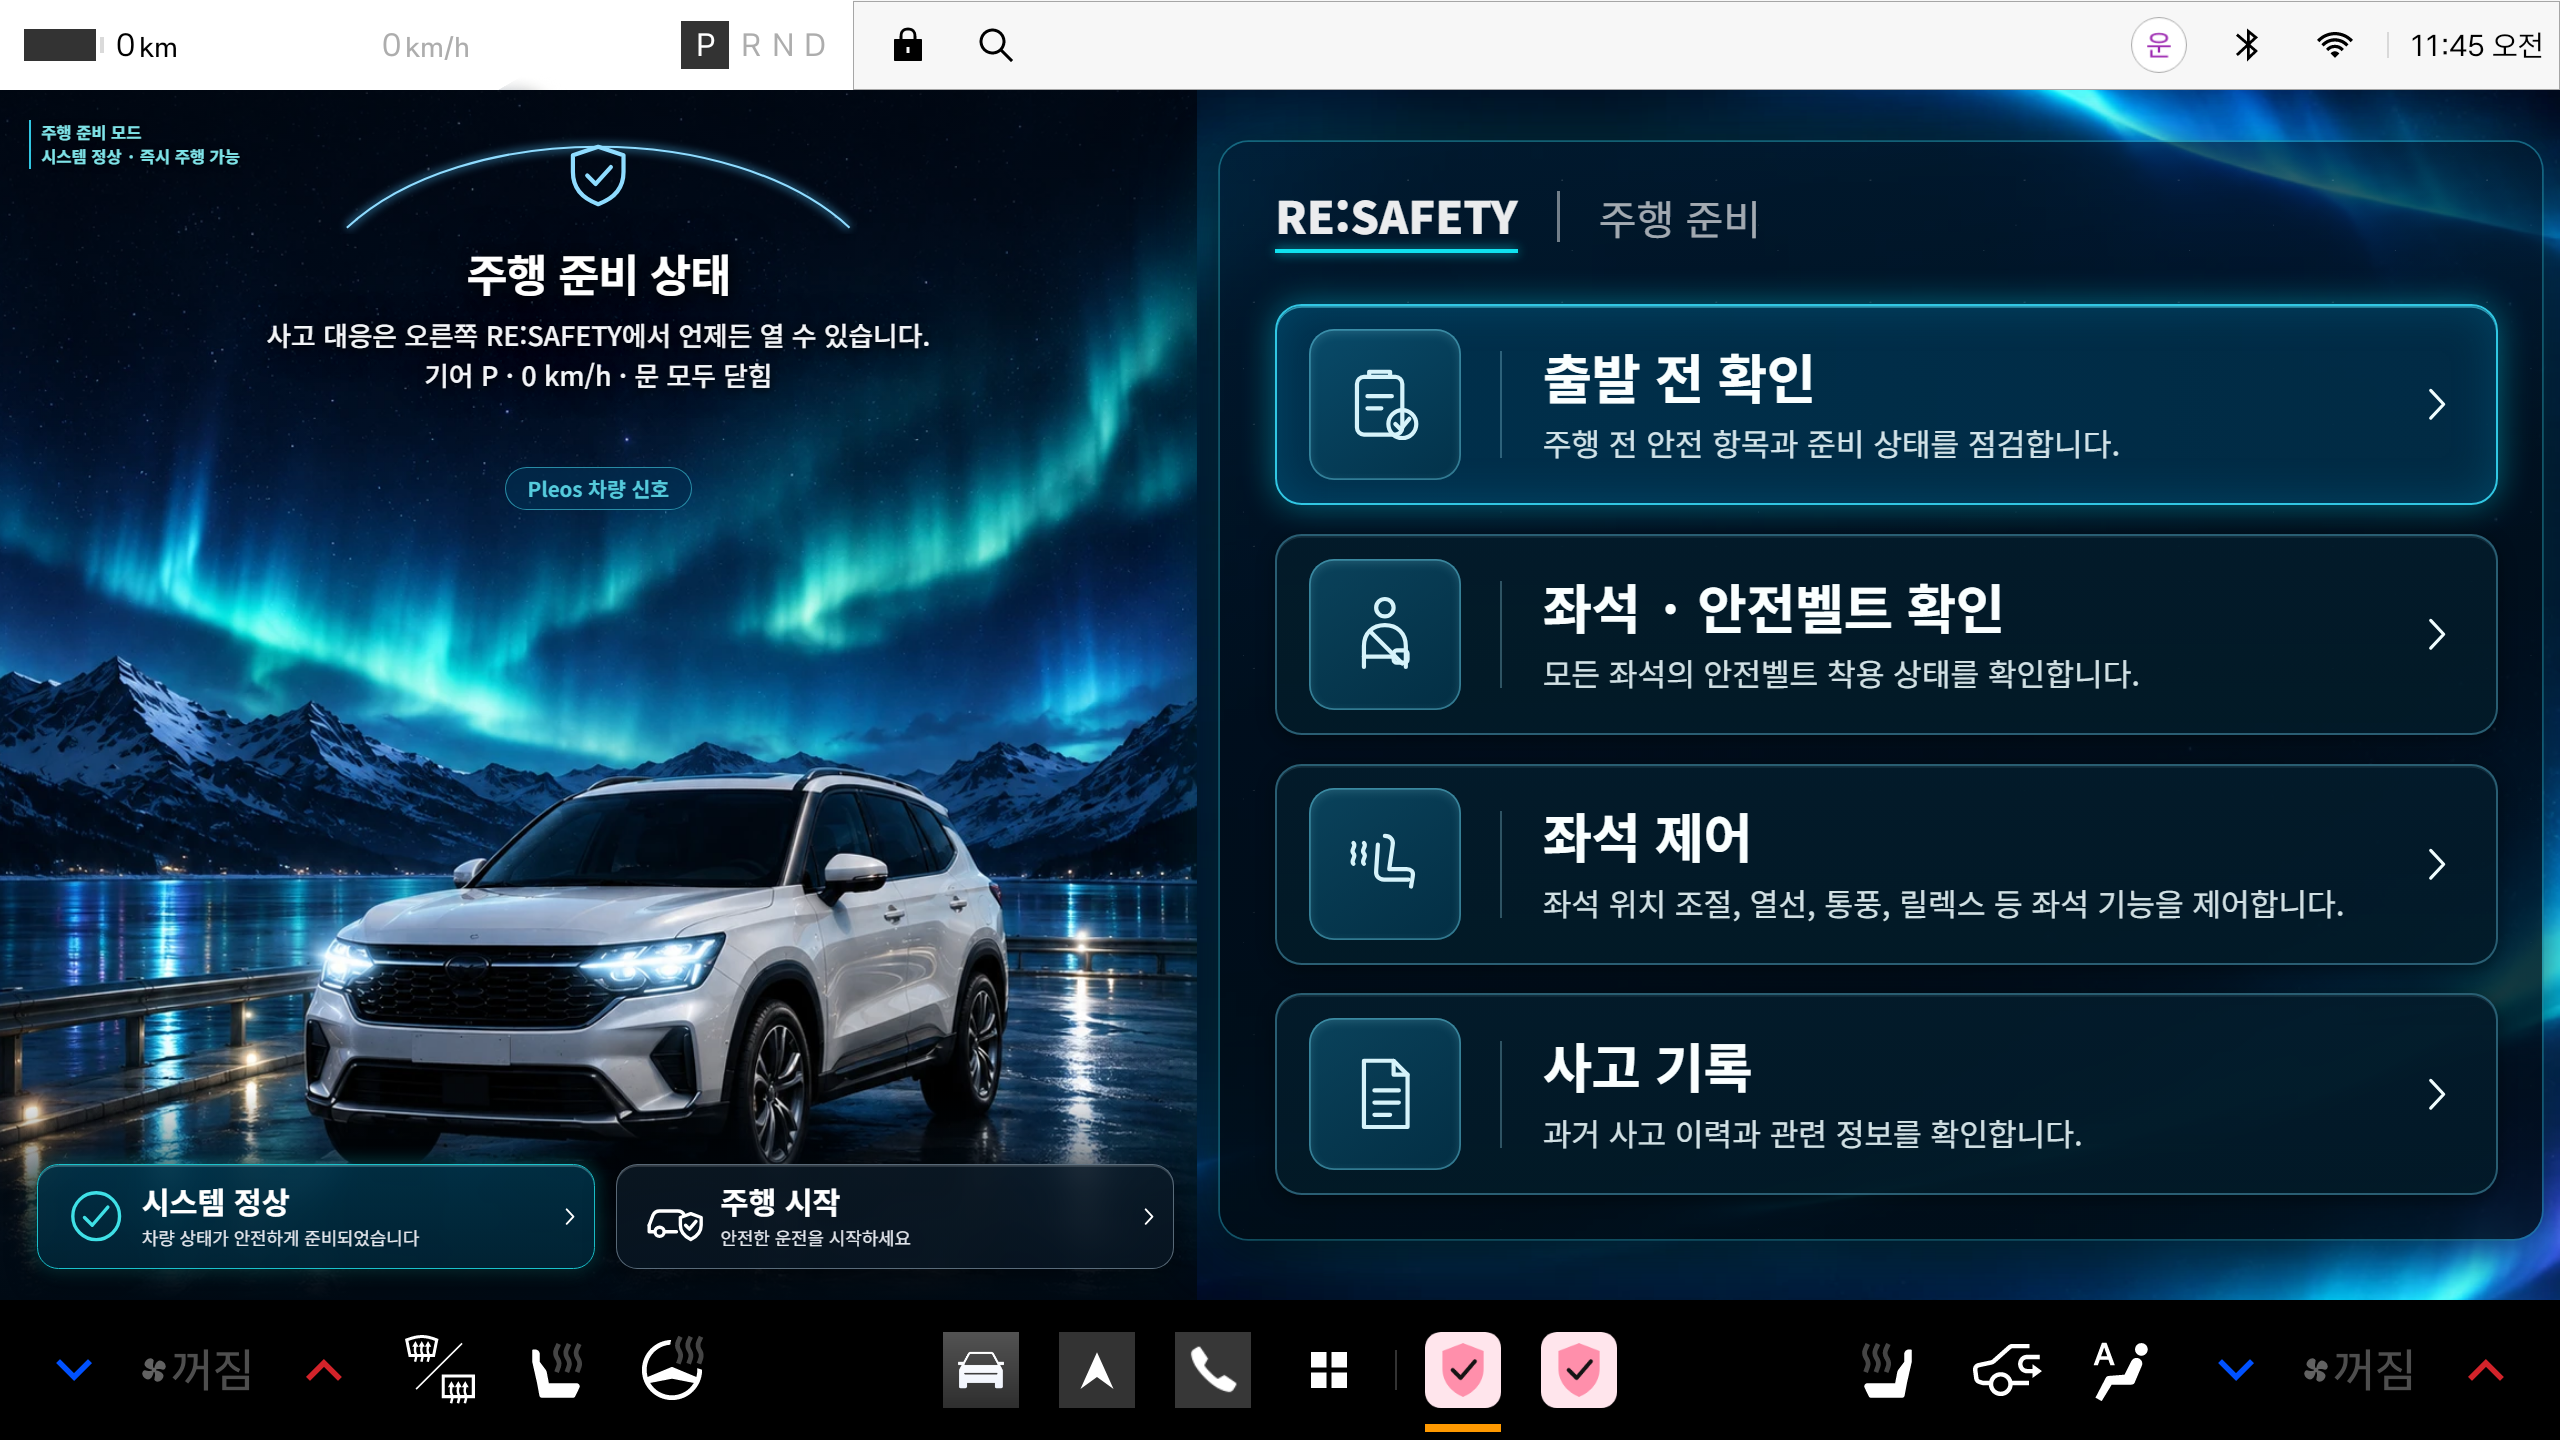 0 km
0 km/h
P R N D
운
11:45 오전
주행 준비 모드
시스템 정상 · 즉시 주행 가능
주행 준비 상태
사고 대응은 오른쪽 RE:SAFETY에서 언제든 열 수 있습니다.
기어 P · 0 km/h · 문 모두 닫힘
Pleos 차량 신호
시스템 정상
차량 상태가 안전하게 준비되었습니다
주행 시작
안전한 운전을 시작하세요
RE:SAFETY
주행 준비
출발 전 확인
주행 전 안전 항목과 준비 상태를 점검합니다.
좌석 · 안전벨트 확인
모든 좌석의 안전벨트 착용 상태를 확인합니다.
좌석 제어
좌석 위치 조절, 열선, 통풍, 릴렉스 등 좌석 기능을 제어합니다.
사고 기록
과거 사고 이력과 관련 정보를 확인합니다.
꺼짐
A
꺼짐